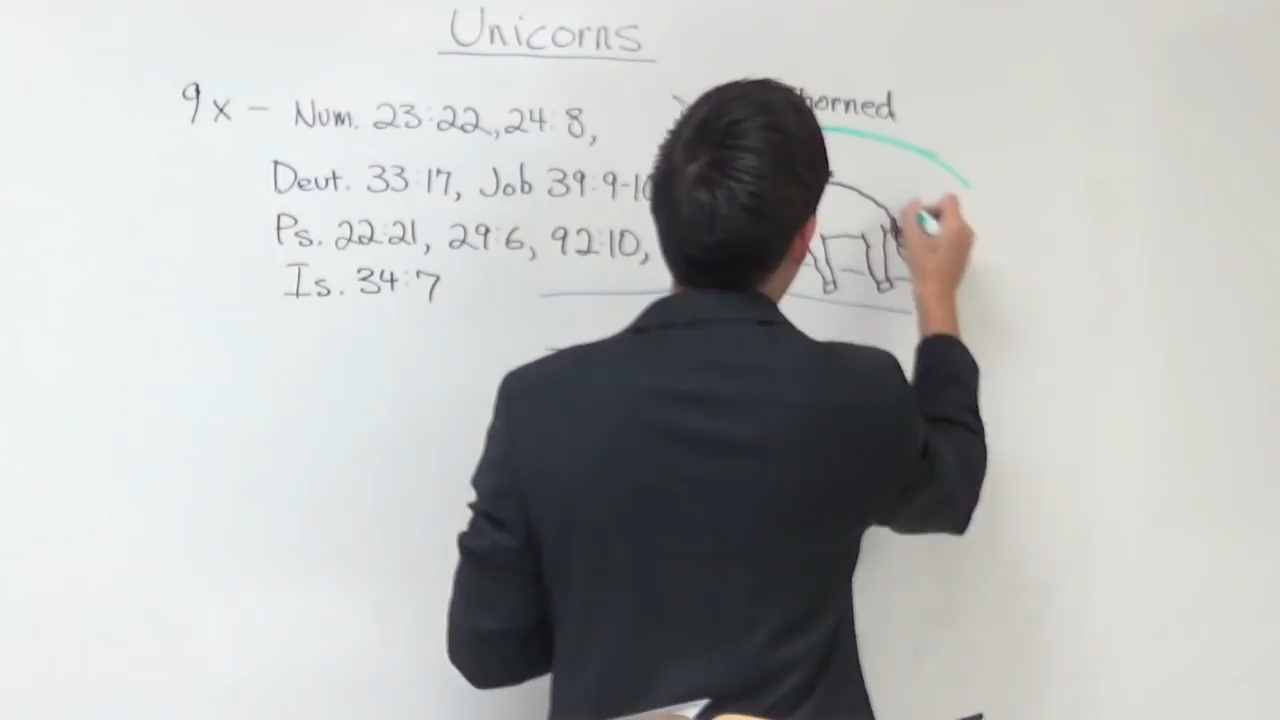 Unicorns
9x - Num. 23:22, 24:8,
Deut. 33:17, Job 39:9-10
Ps. 22:21, 29:6, 92:10,
Is. 34:7
horned